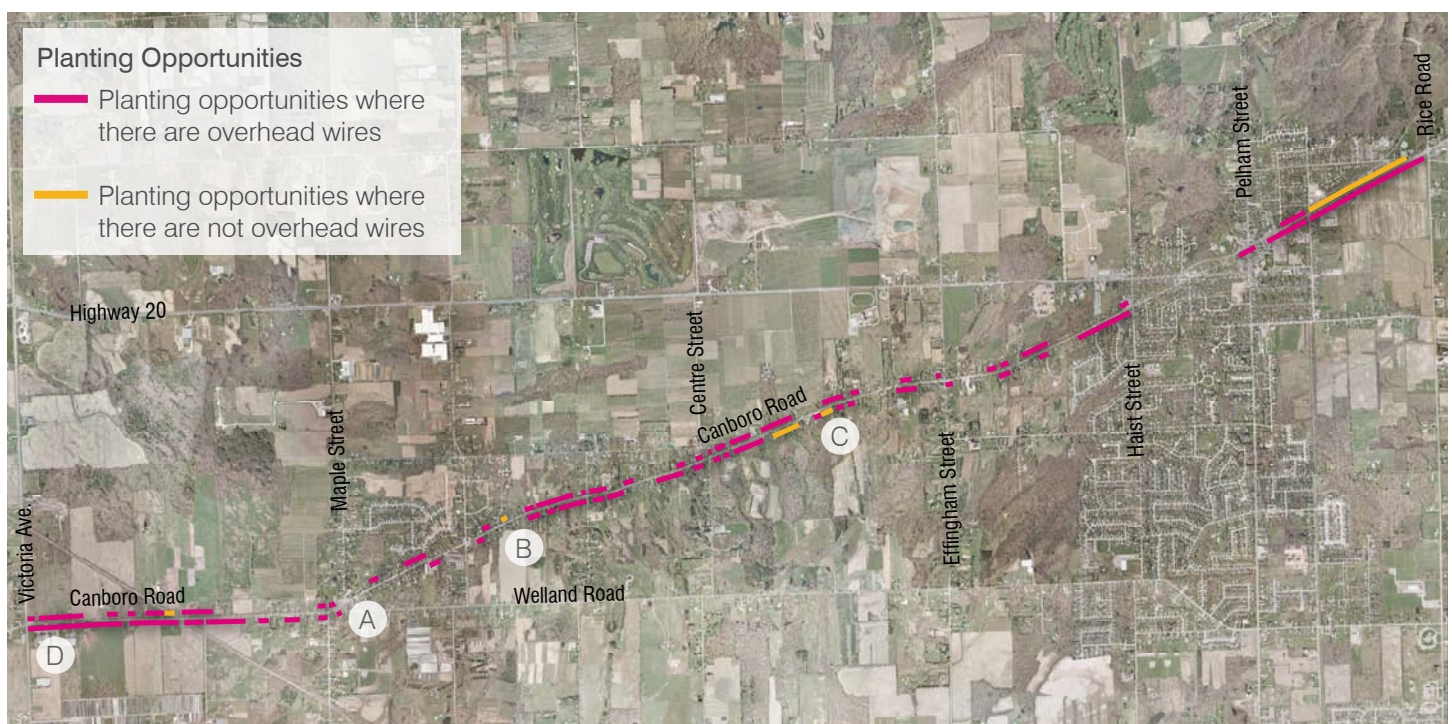 Planting Opportunities
Planting opportunities where
there are overhead wires
Planting opportunities where
there are not overhead wires
Highway 20
Pelham Street
Rice Road
Centre Street
Canboro Road
C
Haist Street
Effingham Street
Maple Street
B
Victoria Ave.
Canboro Road
Welland Road
A
D